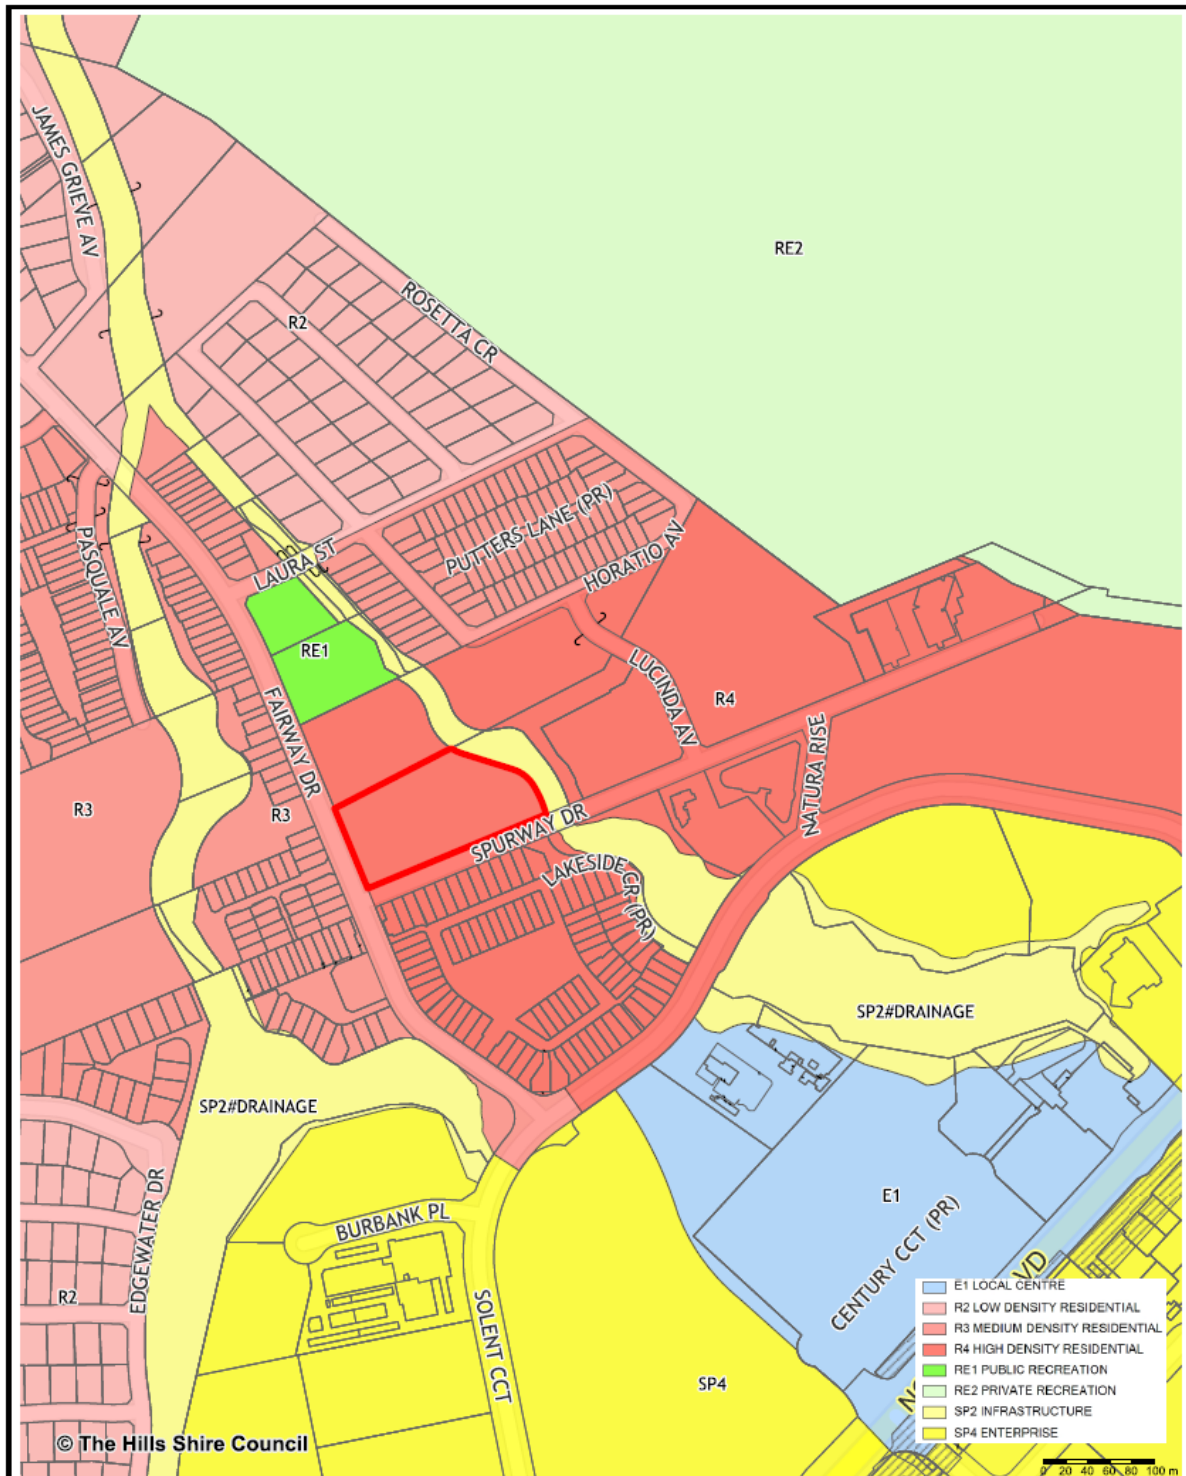 JAMES GRIEVE AV
RE2
ROSETTA CR
R2
PUTTERS LANE (PR)
LAURA ST
HORATIO AV
PASQUALE AV
RE1
LUCINDA AV
R4
FAIRWAY DR
NATURA RISE
R3
R3
SPURWAY DR
LAKESIDECR (PR)
SP2#DRAINAGE
SP2#DRAINAGE
EDGEWATER DR
E1
BURBANK PL
CENTURY CCT (PR)
VD
R2
SOLENT CCT
SP4
E1 LOCAL CENTRE
R2 LOW DENSITY RESIDENTIAL
R3 MEDIUM DENSITY RESIDENTIAL
R4 HIGH DENSITY RESIDENTIAL
RE1 PUBLIC RECREATION
RE2 PRIVATE RECREATION
SP2 INFRASTRUCTURE
SP4 ENTERPRISE
© The Hills Shire Council
0 20 40 60 80 100 m